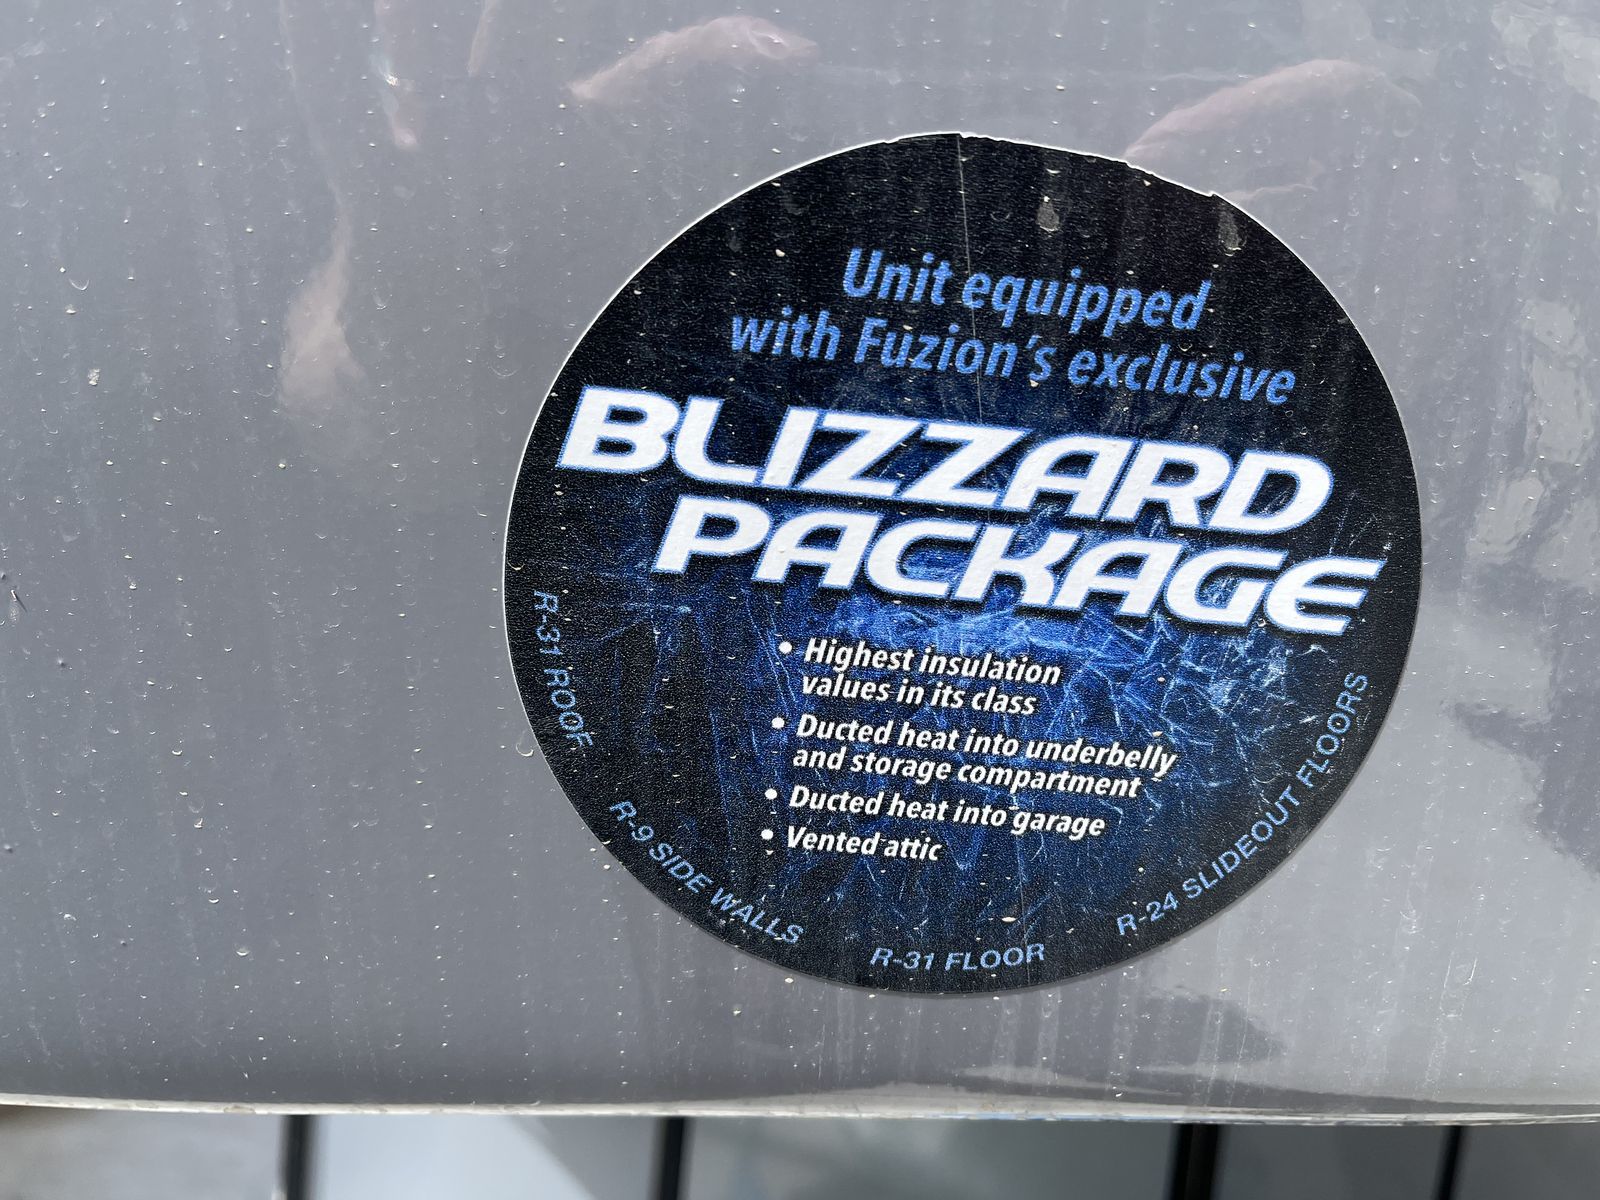 Unit equipped
with Fuzion's exclusive
BLIZZARD
PACKAGE
• Highest insulation
values in its class
• Ducted heat into underbelly
and storage compartment
• Ducted heat into garage
• Vented attic
R-31 ROOF
R-9 SIDE WALLS
R-31 FLOOR
R-24 SLIDEOUT FLOORS